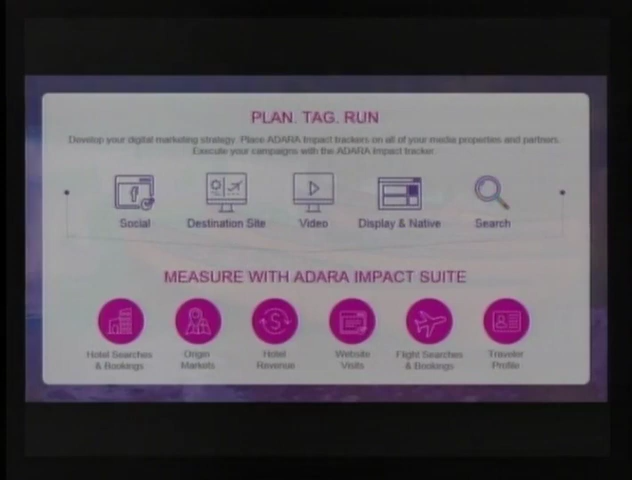 PLAN. TAG. RUN
Develop your digital marketing strategy. Place ADARA Impact trackers on all of your media properties and partners.
Execute your campaigns with the ADARA Impact tracker.
Social
Destination Site
Video
Display & Native
Search
MEASURE WITH ADARA IMPACT SUITE
Hotel Searches
& Bookings
Origin
Markets
Hotel
Revenue
Website
Visits
Flight Searches
& Bookings
Traveler
Profile